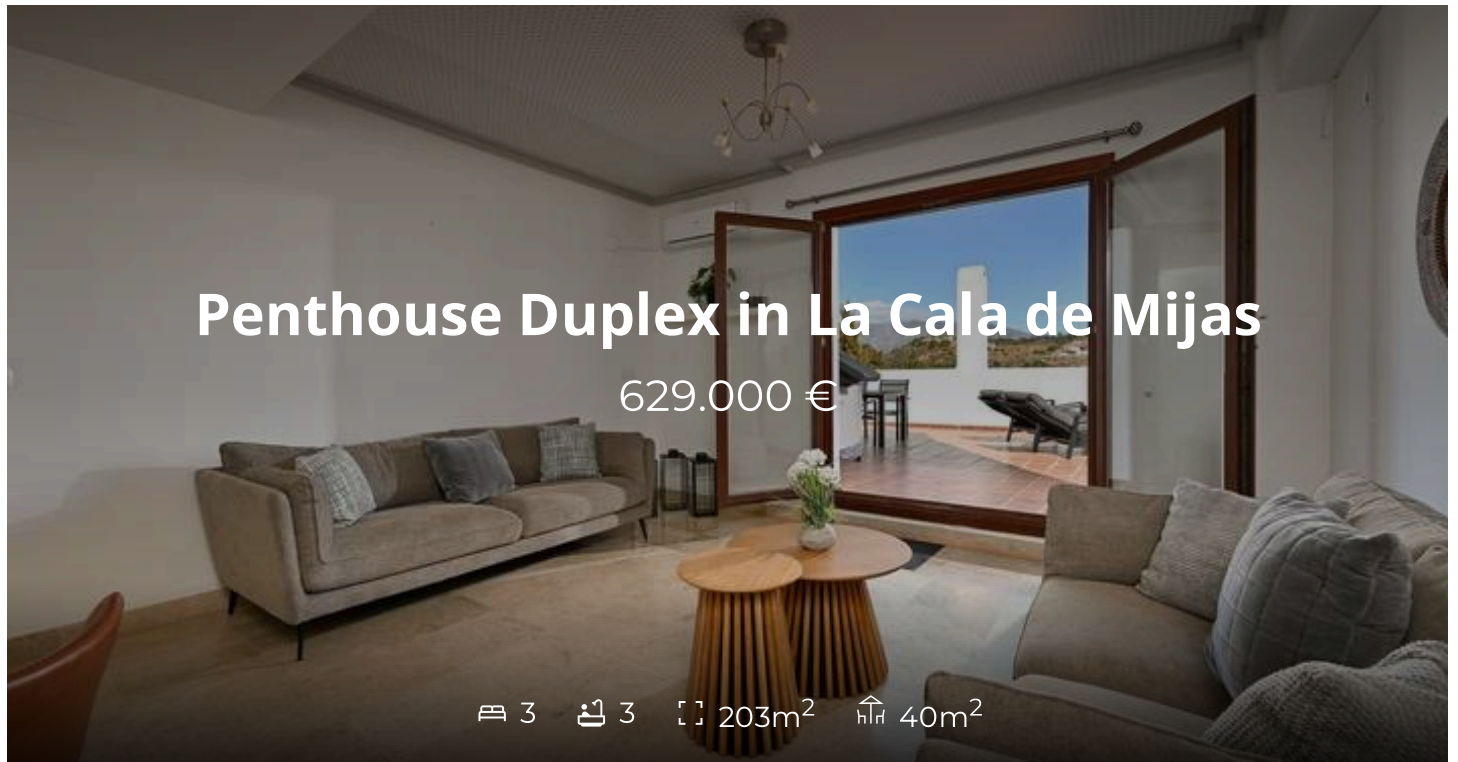 Penthouse Duplex in La Cala de Mijas
629.000 €
3 3 203m² 40m²